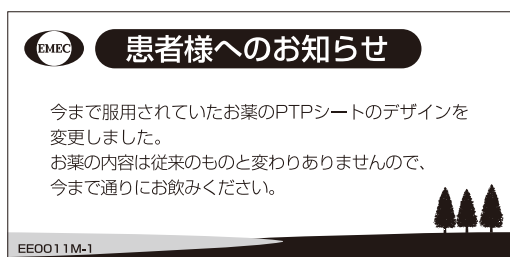 EMEC
患者様へのお知らせ
今まで服用されていたお薬のPTPシートのデザインを
変更しました。
お薬の内容は従来のものと変わりありませんので、
今まで通りにお飲みください。
EE0011M-1